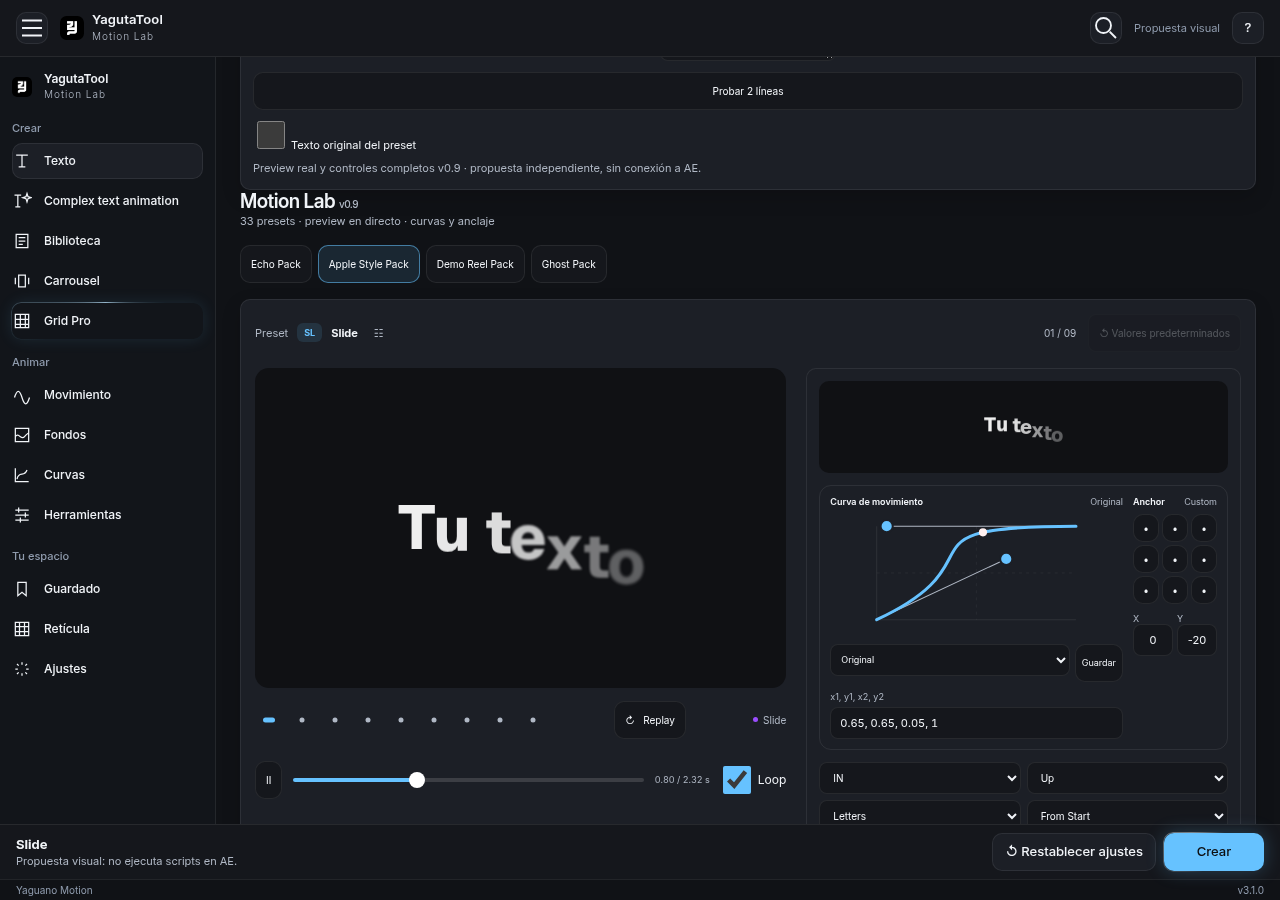 YagutaTool
Motion Lab
Propuesta visual
?
YagutaTool
Motion Lab
Crear
Texto
Complex text animation
Biblioteca
Carrousel
Grid Pro
Animar
Movimiento
Fondos
Curvas
Herramientas
Tu espacio
Guardado
Retícula
Ajustes
Probar 2 líneas
Texto original del preset
Preview real y controles completos v0.9 · propuesta independiente, sin conexión a AE.
Motion Lab v0.9
33 presets · preview en directo · curvas y anclaje
Echo Pack
Apple Style Pack
Demo Reel Pack
Ghost Pack
Preset SL Slide
01 / 09
↺ Valores predeterminados
Tu texto
↻ Replay
Slide
0.80 / 2.32 s
Loop
Tu texto
Curva de movimiento
Original
Anchor
Custom
X
Y
0
-20
Original
Guardar
x1, y1, x2, y2
0.65, 0.65, 0.05, 1
IN
Up
Letters
From Start
Slide
Propuesta visual: no ejecuta scripts en AE.
↺ Restablecer ajustes
Crear
Yaguano Motion
v3.1.0